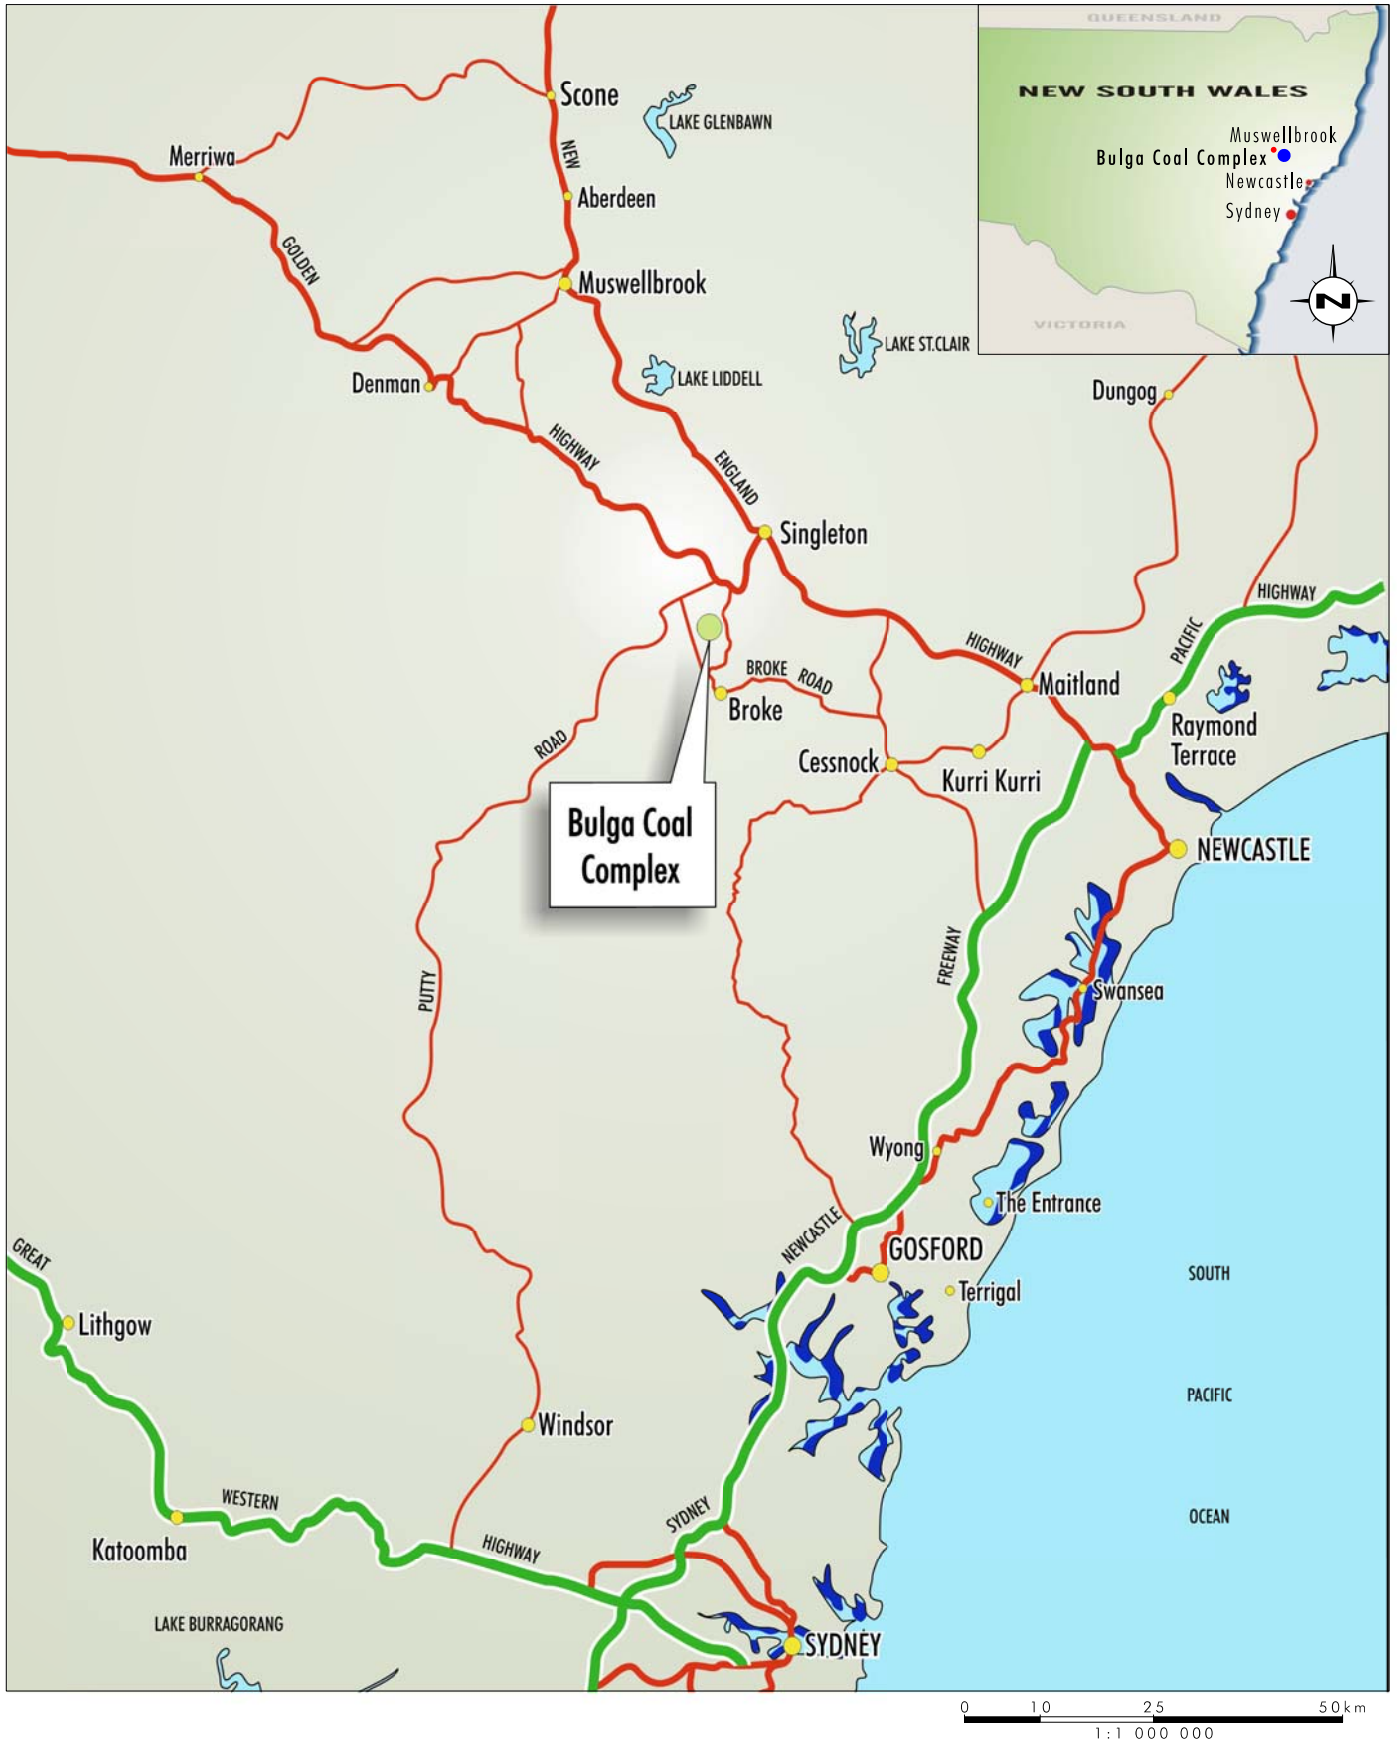 QUEENSLAND
NEW SOUTH WALES
Muswellbrook
Bulga Coal Complex
Newcastle
Sydney
N
VICTORIA
Scone
LAKE GLENBAWN
NEW
Merriwa
Aberdeen
GOLDEN
Muswellbrook
LAKE ST.CLAIR
LAKE LIDDELL
Denman
Dungog
HIGHWAY
ENGLAND
Singleton
HIGHWAY
PACIFIC
HIGHWAY
BROKE ROAD
Maitland
Broke
Raymond
Terrace
ROAD
Cessnock
Kurri Kurri
Bulga Coal
Complex
NEWCASTLE
FREEWAY
PUTTY
Swansea
Wyong
The Entrance
NEWCASTLE
GREAT
GOSFORD
SOUTH
Terrigal
Lithgow
PACIFIC
Windsor
WESTERN
SYDNEY
OCEAN
Katoomba
HIGHWAY
LAKE BURRAGORANG
SYDNEY
0 10 25 50km
1:1 000 000